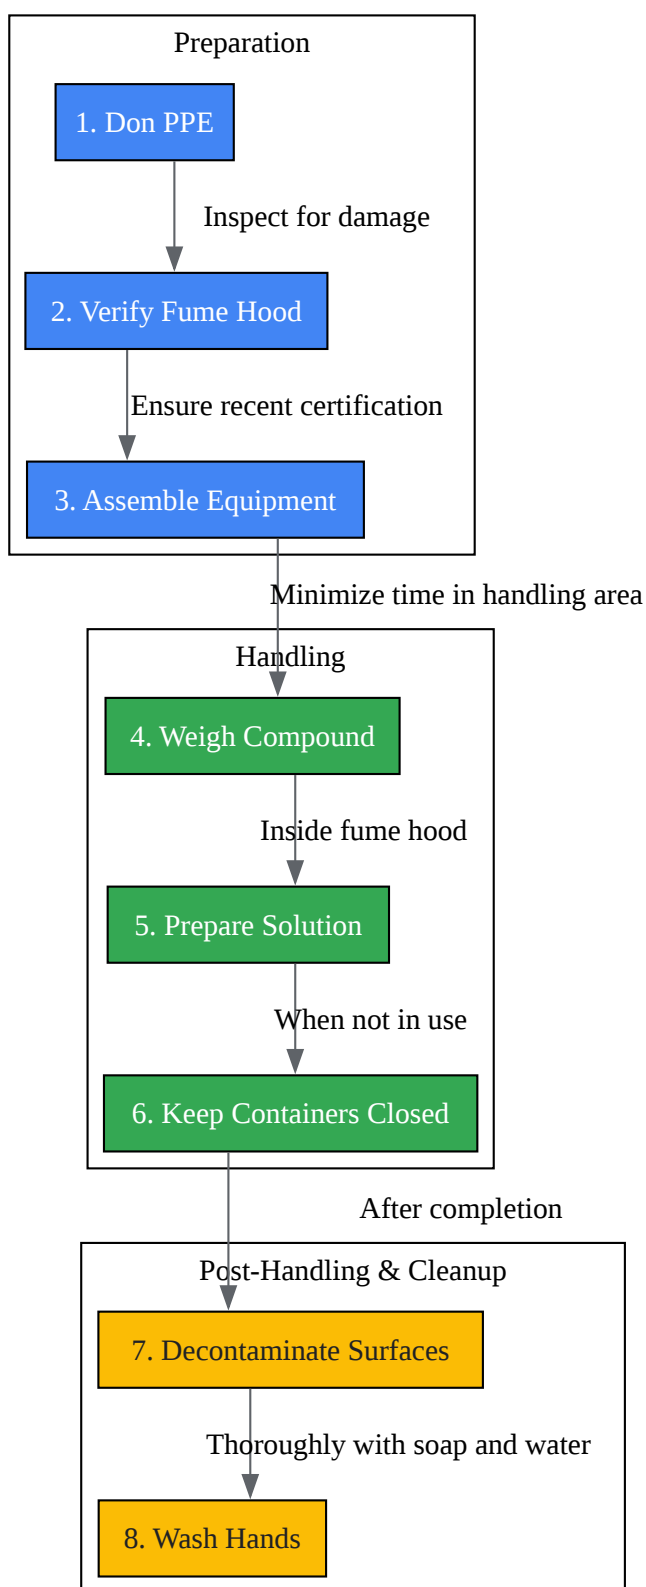 Preparation
1. Don PPE
Inspect for damage
2. Verify Fume Hood
Ensure recent certification
3. Assemble Equipment
Minimize time in handling area
Handling
4. Weigh Compound
Inside fume hood
5. Prepare Solution
When not in use
6. Keep Containers Closed
After completion
Post-Handling & Cleanup
7. Decontaminate Surfaces
Thoroughly with soap and water
8. Wash Hands